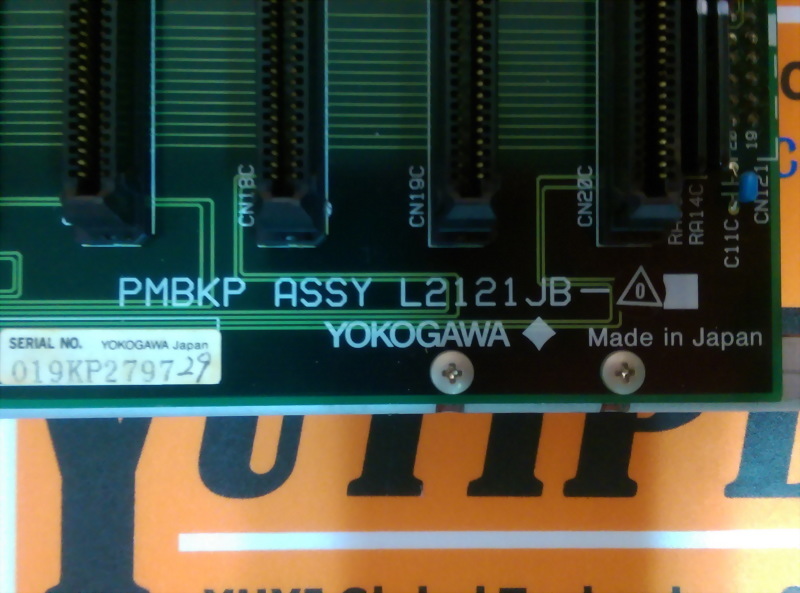 CN18C
CN19C
CN20C
RA14C
C11C
CN121
19
PMBKP ASSY L2121JB-0
YOKOGAWA Made in Japan
SERIAL NO. YOKOGAWA Japan
019KP279729